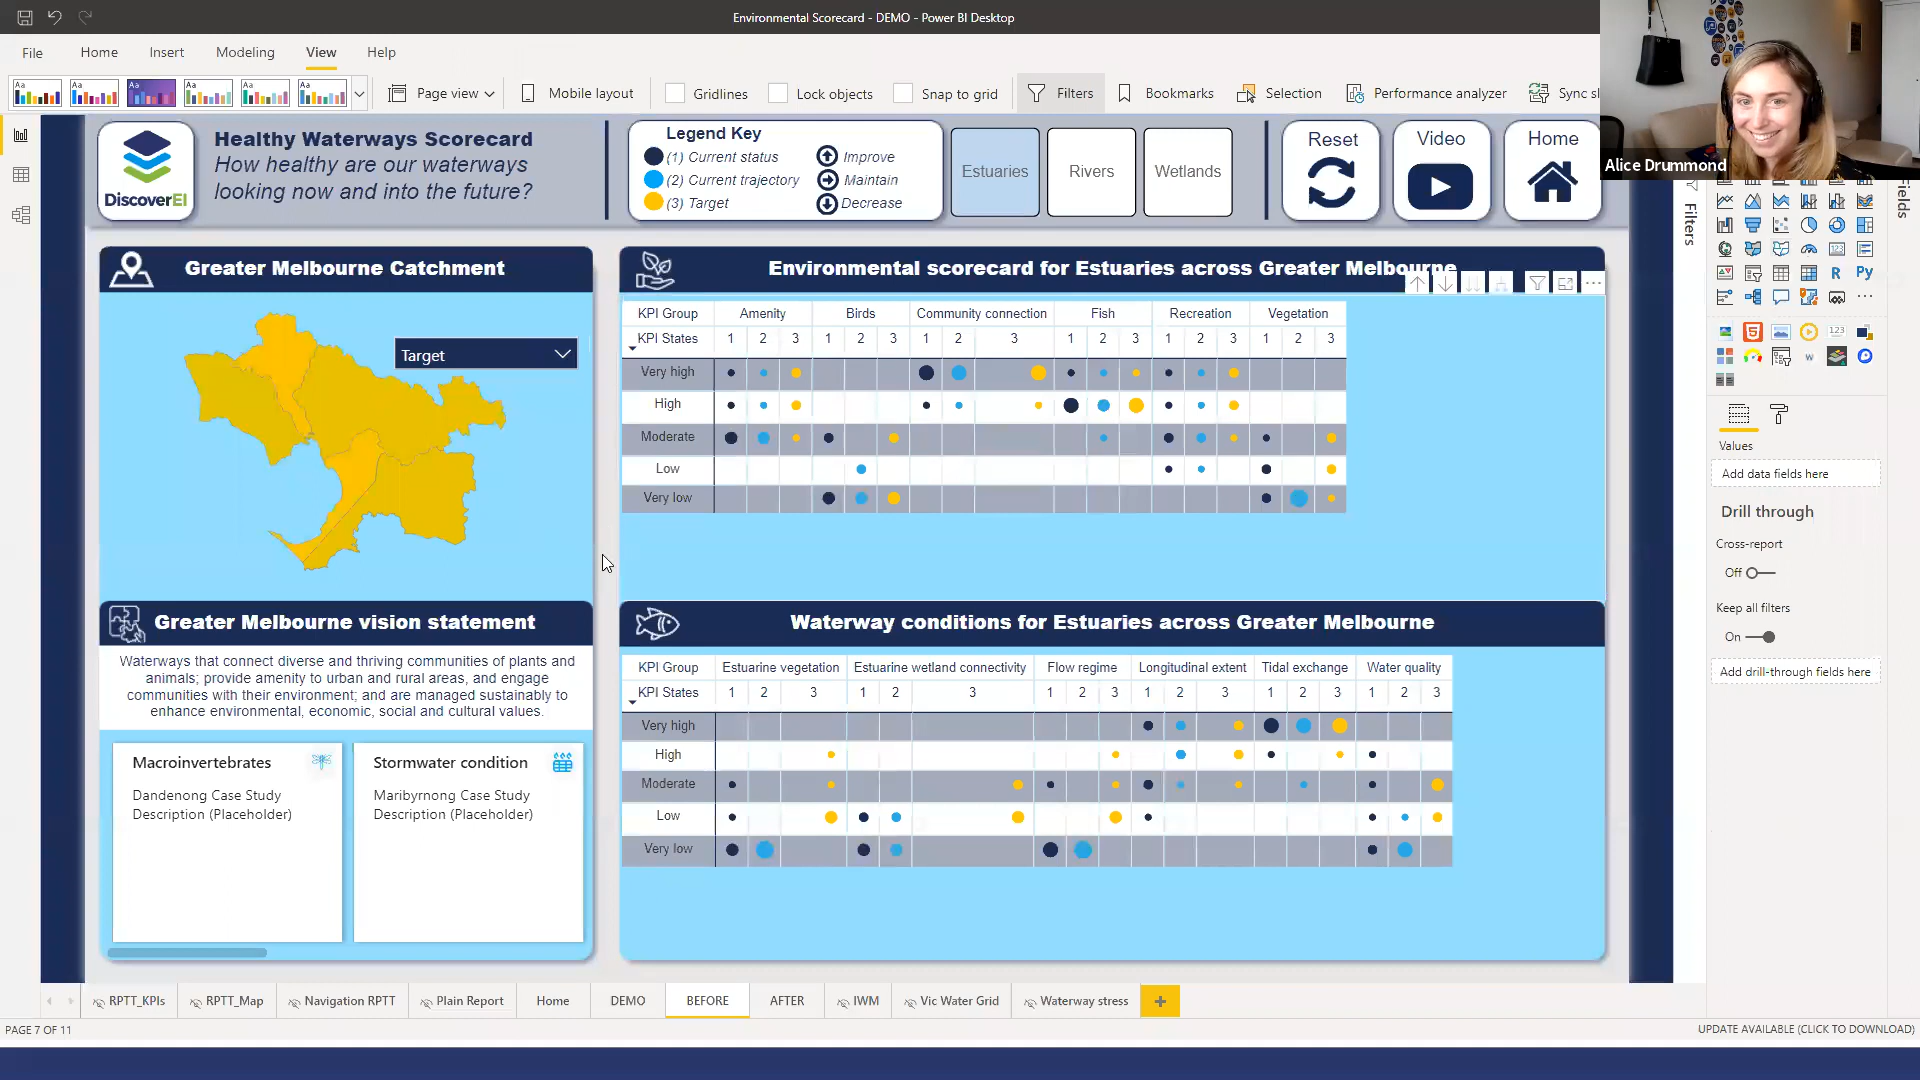 Environmental Scorecard - DEMO - Power BI Desktop
File Home Insert Modeling View Help
Aa Aa Aa Aa Aa Aa
Page view Mobile layout Gridlines Lock objects Snap to grid Filters Bookmarks Selection Performance analyzer Sync sl
Alice Drummond
DiscoverEI
Healthy Waterways Scorecard
How healthy are our waterways
looking now and into the future?
Legend Key
(1) Current status Improve
(2) Current trajectory Maintain
(3) Target Decrease
Estuaries Rivers Wetlands
Reset Video Home
Filters
Fields
Greater Melbourne Catchment
Target
Environmental scorecard for Estuaries across Greater Melbourne
KPI Group Amenity Birds Community connection Fish Recreation Vegetation
KPI States 1 2 3 1 2 3 1 2 3 1 2 3 1 2 3 1 2 3
Very high
High
Moderate
Low
Very low
Greater Melbourne vision statement
Waterways that connect diverse and thriving communities of plants and
animals; provide amenity to urban and rural areas, and engage
communities with their environment; and are managed sustainably to
enhance environmental, economic, social and cultural values.
Macroinvertebrates
Dandenong Case Study
Description (Placeholder)
Stormwater condition
Maribyrnong Case Study
Description (Placeholder)
Waterway conditions for Estuaries across Greater Melbourne
KPI Group Estuarine vegetation Estuarine wetland connectivity Flow regime Longitudinal extent Tidal exchange Water quality
KPI States 1 2 3 1 2 3 1 2 3 1 2 3 1 2 3 1 2 3
Very high
High
Moderate
Low
Very low
123
R Py
123
W
Values
Add data fields here
Drill through
Cross-report
Off
Keep all filters
On
Add drill-through fields here
RPTT_KPIs RPTT_Map Navigation RPTT Plain Report Home DEMO BEFORE AFTER IWM Vic Water Grid Waterway stress +
PAGE 7 OF 11
UPDATE AVAILABLE (CLICK TO DOWNLOAD)